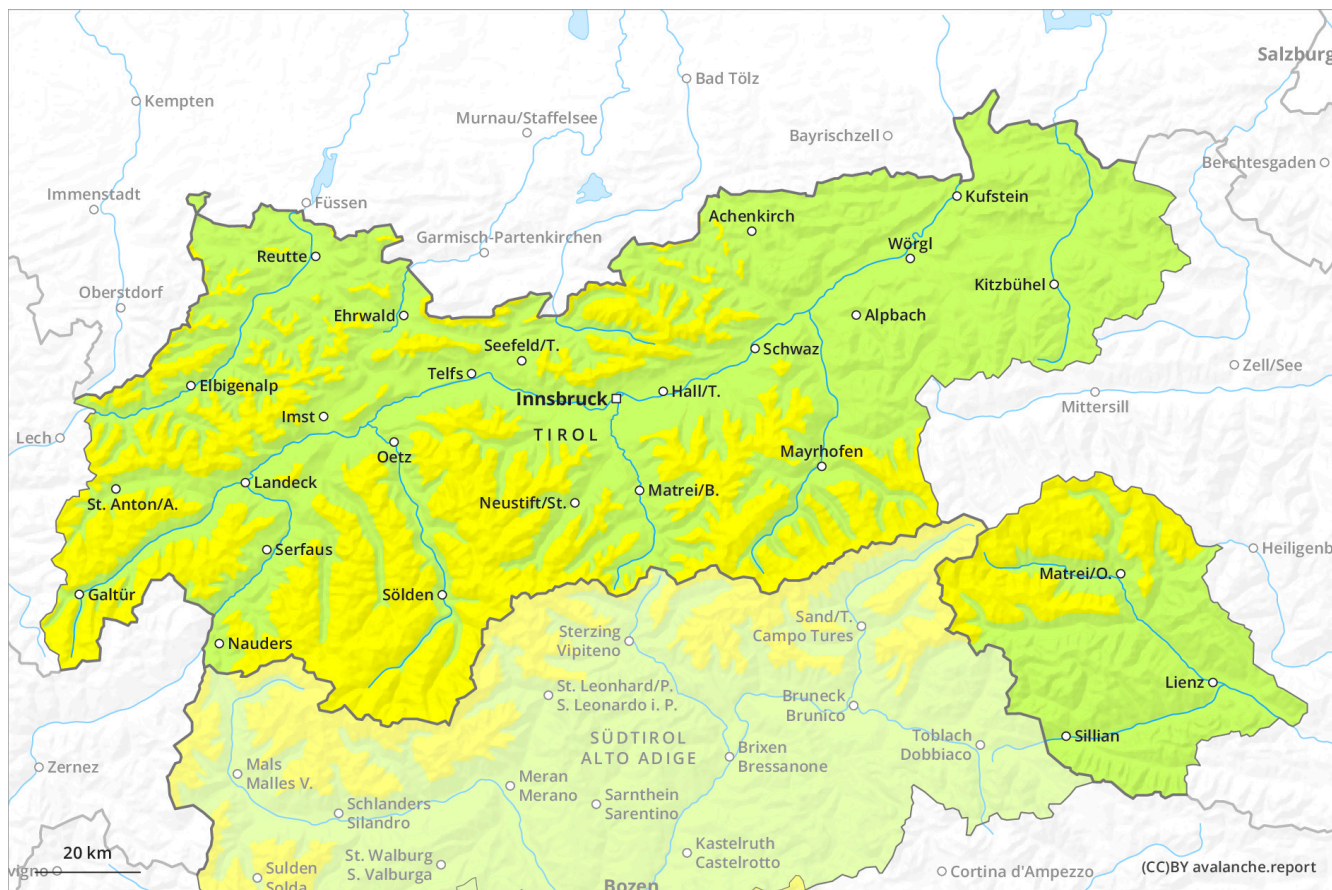 Salzburg
Bad Tölz
Kempten
Murnau/Staffelsee
Bayrischzell
Berchtesgaden
Immenstadt
Füssen
Kufstein
Achenkirch
Garmisch-Partenkirchen
Wörgl
Reutte
Kitzbühel
Oberstdorf
Ehrwald
Alpbach
Seefeld/T.
Schwaz
Zell/See
Telfs
Elbigenalp
Hall/T.
Innsbruck
Mittersill
Imst
Lech
TIROL
Oetz
Mayrhofen
Landeck
St. Anton/A.
Neustift/St.
Matrei/B.
Serfaus
Heiligenb
Matrei/O.
Galtür
Sölden
Sand/T.
Campo Tures
Sterzing
Vipiteno
Nauders
Lienz
St. Leonhard/P.
S. Leonardo i. P.
Bruneck
Brunico
SÜDTIROL
ALTO ADIGE
Toblach
Dobbiaco
Sillian
Brixen
Bressanone
Zernez
Mals
Malles V.
Meran
Merano
Sarnthein
Sarentino
Schlanders
Silandro
Kastelruth
Castelrotto
20 km
St. Walburg
S. Valburga
vigno
Sulden
Solda
Cortina d'Ampezzo
(CC)BY avalanche.report
Bozen